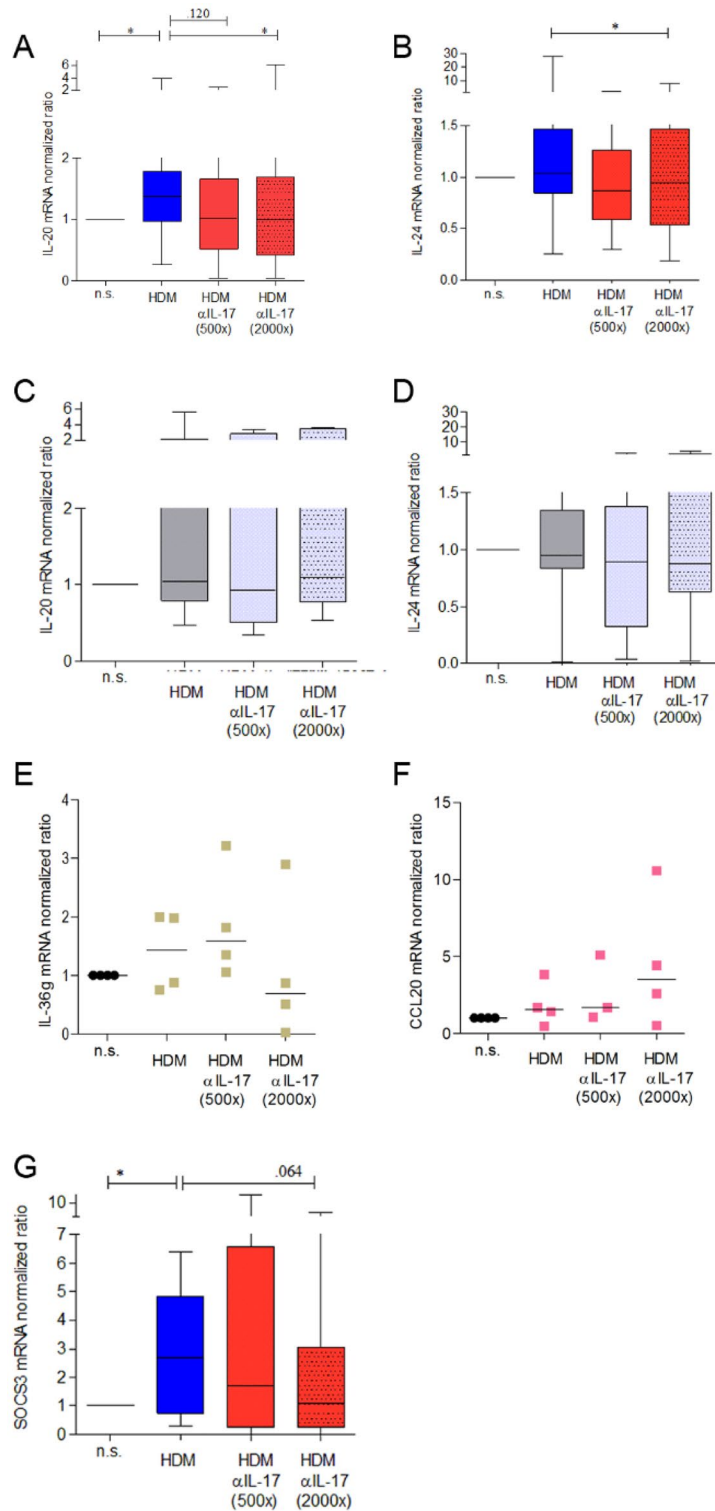 A
.120
*
*
IL-20 mRNA normalized ratio
6
4
2
2
1
0
n.s.
HDM
HDM
αIL-17
(500x)
HDM
αIL-17
(2000x)
B
*
IL-24 mRNA normalized ratio
30
20
10
1.5
1.0
0.5
0.0
n.s.
HDM
HDM
αIL-17
(500x)
HDM
αIL-17
(2000x)
C
IL-20 mRNA normalized ratio
6
4
2
2
1
0
n.s.
HDM
HDM
αIL-17
(500x)
HDM
αIL-17
(2000x)
D
IL-24 mRNA normalized ratio
30
20
10
1.5
1.0
0.5
0.0
n.s.
HDM
HDM
αIL-17
(500x)
HDM
αIL-17
(2000x)
E
IL-36g mRNA normalized ratio
4
3
2
1
0
n.s.
HDM
HDM
αIL-17
(500x)
HDM
αIL-17
(2000x)
F
CCL20 mRNA normalized ratio
15
10
5
0
n.s.
HDM
HDM
αIL-17
(500x)
HDM
αIL-17
(2000x)
G
*
.064
SOCS3 mRNA normalized ratio
10
7
6
5
4
3
2
1
0
n.s.
HDM
HDM
αIL-17
(500x)
HDM
αIL-17
(2000x)